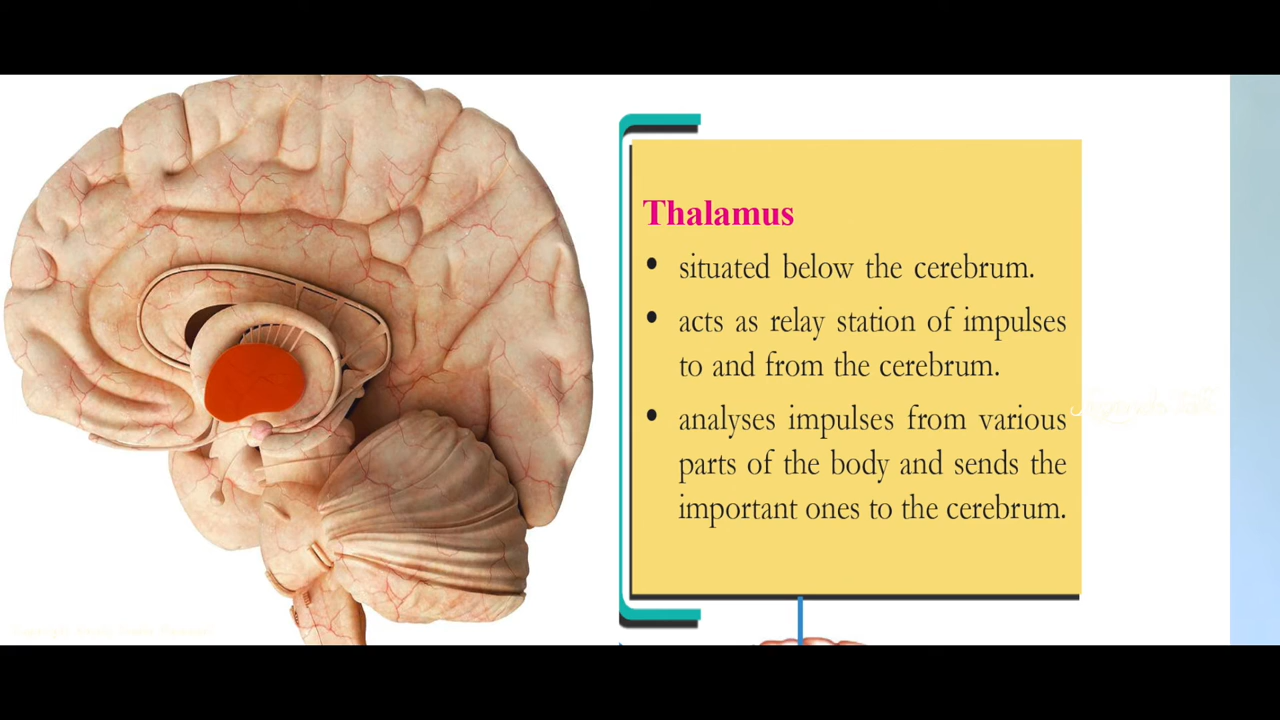 Thalamus
• situated below the cerebrum.
• acts as relay station of impulses
to and from the cerebrum.
• analyses impulses from various
parts of the body and sends the
important ones to the cerebrum.